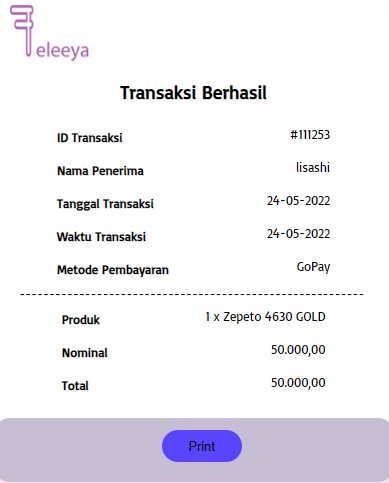 Teleeya
Transaksi Berhasil
ID Transaksi #111253
Nama Penerima lisashi
Tanggal Transaksi 24-05-2022
Waktu Transaksi 24-05-2022
Metode Pembayaran GoPay
Produk 1 x Zepeto 4630 GOLD
Nominal 50.000,00
Total 50.000,00
Print